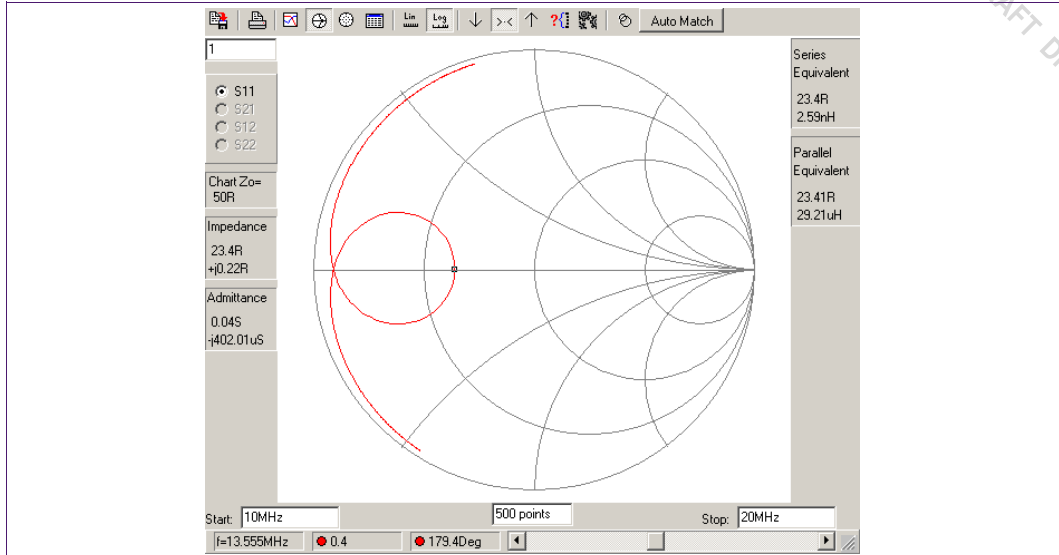 Lin
Log
?{}
Auto Match
1
S11
S21
S12
S22
Chart Zo=
50R
Impedance
23.4R
+j0.22R
Admittance
0.04S
-j402.01uS
Series
Equivalent
23.4R
2.59nH
Parallel
Equivalent
23.41R
29.21uH
Start: 10MHz
500 points
Stop: 20MHz
f=13.555MHz
0.4
179.4Deg